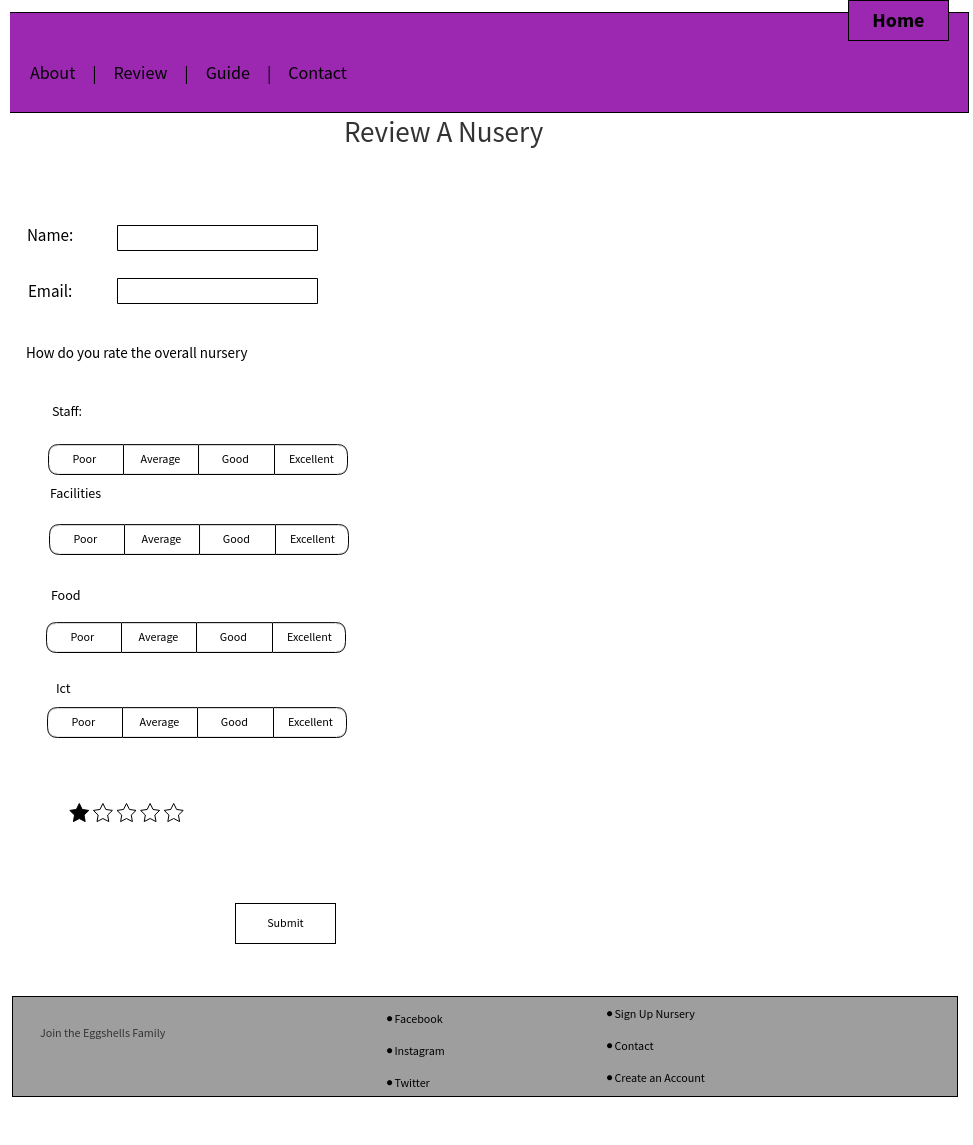 Home
About | Review | Guide | Contact
Review A Nusery
Name:
Email:
How do you rate the overall nursery
Staff:
Poor Average Good Excellent
Facilities
Poor Average Good Excellent
Food
Poor Average Good Excellent
Ict
Poor Average Good Excellent
Submit
Join the Eggshells Family
Facebook
Instagram
Twitter
Sign Up Nursery
Contact
Create an Account